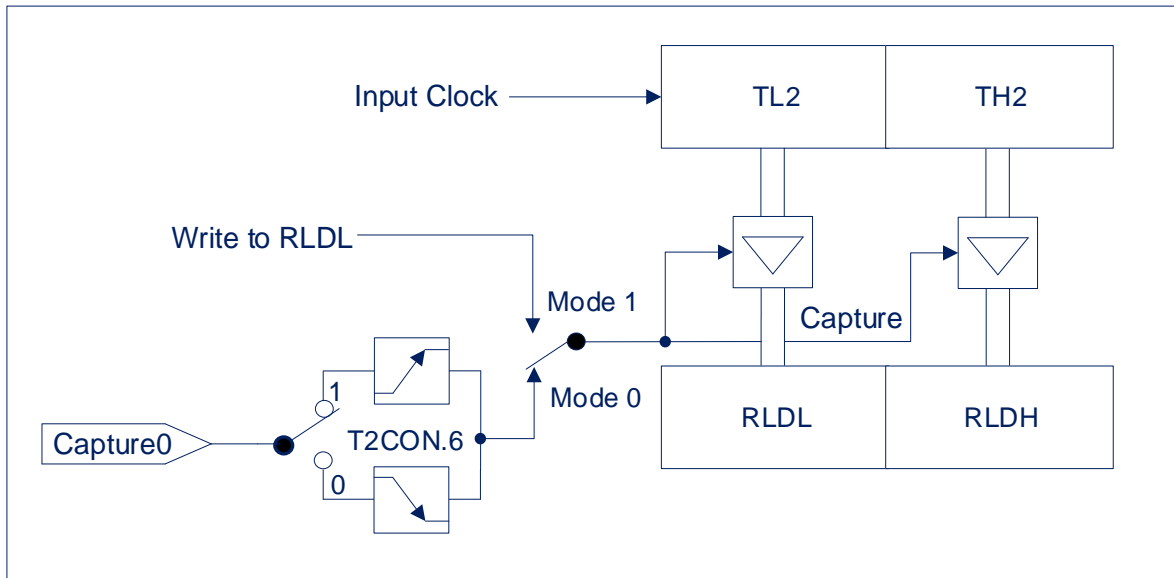 TL2
TH2
Input Clock
Write to RLDL
Mode 1
Capture
Mode 0
1
Capture0
T2CON.6
0
RLDL
RLDH